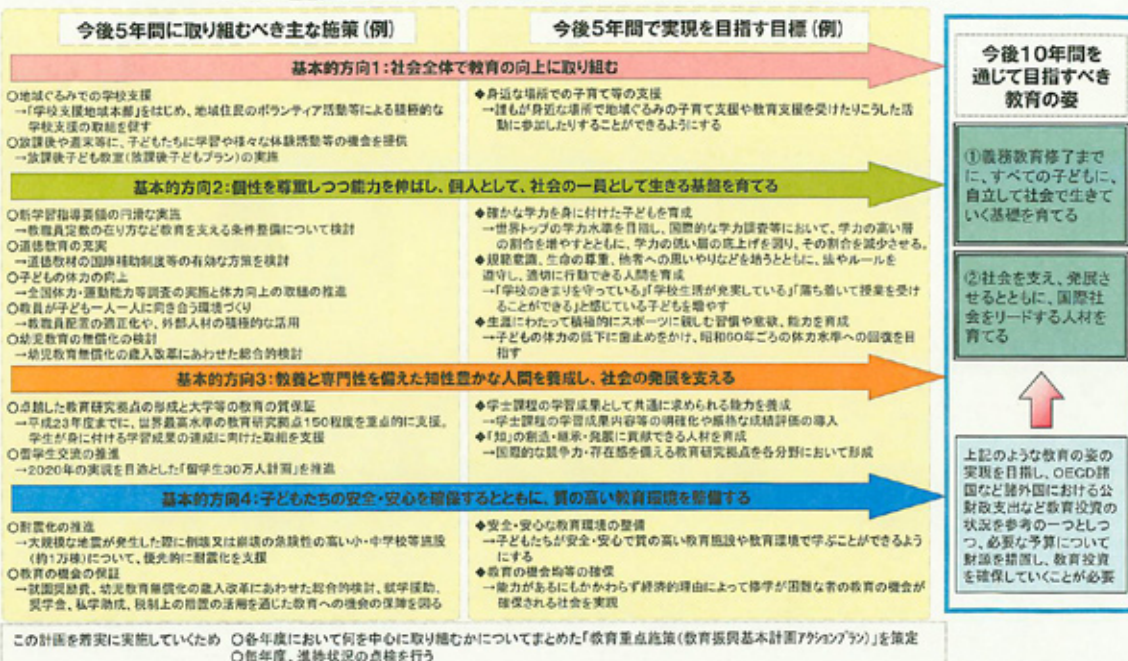 今後5年間に取り組むべき主な施策(例)
今後5年間で実現を目指す目標(例)
基本的方向1:社会全体で教育の向上に取り組む
○地域ぐるみでの学校支援
→「学校支援地域本部」をはじめ、地域住民のボランティア活動等による積極的な
学校支援の取組を促す
○放課後や週末等に、子どもたちに学習や様々な体験活動等の機会を提供
→放課後子ども教室(放課後子どもプラン)の実施
◆身近な場所での子育て等の支援
→誰もが身近な場所で地域ぐるみの子育て支援や教育支援を受けたりこうした活
動に参加したりすることができるようにする
基本的方向2:個性を尊重しつつ能力を伸ばし、個人として、社会の一員として生きる基盤を育てる
○新学習指導要領の円滑な実施
→教職員定数の在り方など教育を支える条件整備について検討
○道徳教育の充実
→道徳教材の国庫補助制度等の有効な方策を検討
○子どもの体力の向上
→全国体力・運動能力等調査の実施と体力向上の取組の推進
○教員が子ども一人一人に向き合う環境づくり
→教職員配置の適正化や、外部人材の積極的な活用
○幼児教育の無償化の検討
→幼児教育無償化の歳入改革にあわせた総合的検討
◆確かな学力を身に付けた子どもを育成
→世界トップの学力水準を目指し、国際的な学力調査等において、学力の高い層
の割合を増やすとともに、学力の低い層の底上げを図り、その割合を減少させる。
◆規範意識、生命の尊重、他者への思いやりなどを培うとともに、法やルールを
遵守し、適切に行動できる人間を育成
→「学校のきまりを守っている」「学校生活が充実している」「落ち着いて授業を受け
ることができる」と感じている子どもを増やす
◆生涯にわたって積極的にスポーツに親しむ習慣や意欲、能力を育成
→子どもの体力の低下に歯止めをかけ、昭和60年ごろの体力水準への回復を目
指す
基本的方向3:教養と専門性を備えた知性豊かな人間を養成し、社会の発展を支える
○卓越した教育研究拠点の形成と大学等の教育の質保証
→平成23年度までに、世界最高水準の教育研究拠点150程度を重点的に支援。
学生が身に付ける学習成果の達成に向けた取組を支援
○留学生交流の推進
→2020年の実現を目途とした「留学生30万人計画」を推進
◆学士課程の学習成果として共通に求められる能力を養成
→学士課程の学習成果内容等の明確化や厳格な成績評価の導入
◆「知」の創造・継承・発展に貢献できる人材を育成
→国際的な競争力・存在感を備える教育研究拠点を各分野において形成
基本的方向4:子どもたちの安全・安心を確保するとともに、質の高い教育環境を整備する
○耐震化の推進
→大規模な地震が発生した際に倒壊又は崩壊の危険性の高い小・中学校等施設
(約1万棟)について、優先的に耐震化を支援
○教育の機会の保証
→就園奨励費、幼児教育無償化の歳入改革にあわせた総合的検討、就学援助、
奨学金、私学助成、税制上の措置の活用を通じた教育への機会の保障を図る
◆安全・安心な教育環境の整備
→子どもたちが安全・安心で質の高い教育施設や教育環境で学ぶことができるよう
にする
◆教育の機会均等の確保
→能力があるにもかかわらず経済的理由によって修学が困難な者の教育の機会が
確保される社会を実現
今後10年間を
通じて目指すべき
教育の姿
①義務教育修了まで
に、すべての子どもに、
自立して社会で生きて
いく基礎を育てる
②社会を支え、発展さ
せるとともに、国際社
会をリードする人材を
育てる
上記のような教育の姿の
実現を目指し、OECD諸
国など諸外国における公
財政支出など教育投資の
状況を参考の一つとしつ
つ、必要な予算について
財源を措置し、教育投資
を確保していくことが必要
この計画を着実に実施していくため ○各年度において何を中心に取り組むかについてまとめた「教育重点施策(教育振興基本計画アクションプラン)」を策定
○毎年度、進捗状況の点検を行う